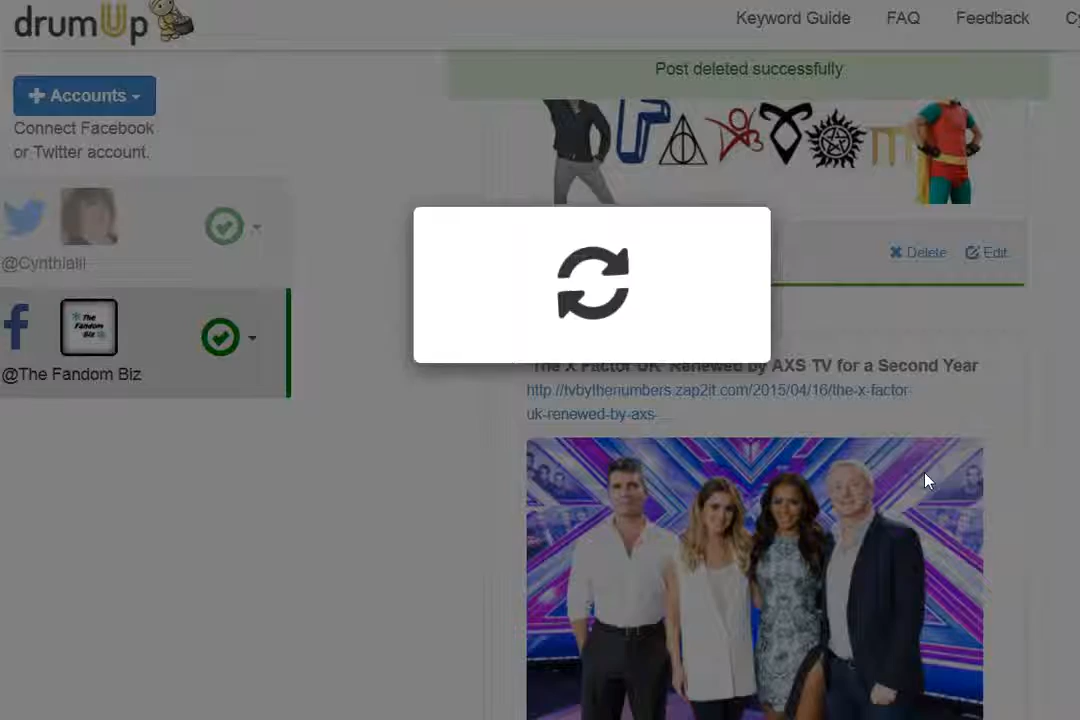 drumUp
Keyword Guide
FAQ
Feedback
Post deleted successfully
Accounts
Connect Facebook
or Twitter account.
@Cynthialil
Delete
Edit
The Fandom Biz
@The Fandom Biz
'The X Factor UK' Renewed by AXS TV for a Second Year
http://tvbythenumbers.zap2it.com/2015/04/16/the-x-factor-
uk-renewed-by-axs-...